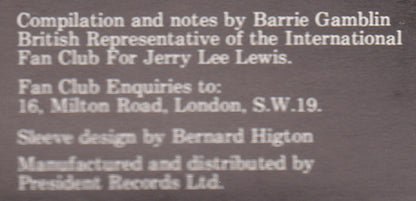 Compilation and notes by Barrie Gamblin
British Representative of the International
Fan Club For Jerry Lee Lewis.
Fan Club Enquiries to:
16, Milton Road, London, S.W.19.
Sleeve design by Bernard Higton
Manufactured and distributed by
President Records Ltd.